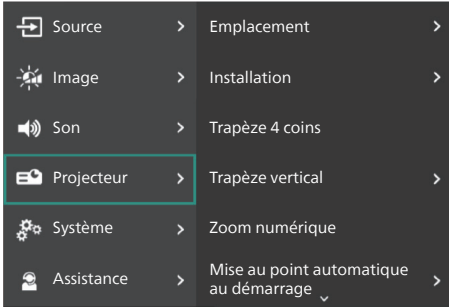 Source
Image
Son
Projecteur
Système
Assistance
Emplacement
Installation
Trapèze 4 coins
Trapèze vertical
Zoom numérique
Mise au point automatique
au démarrage